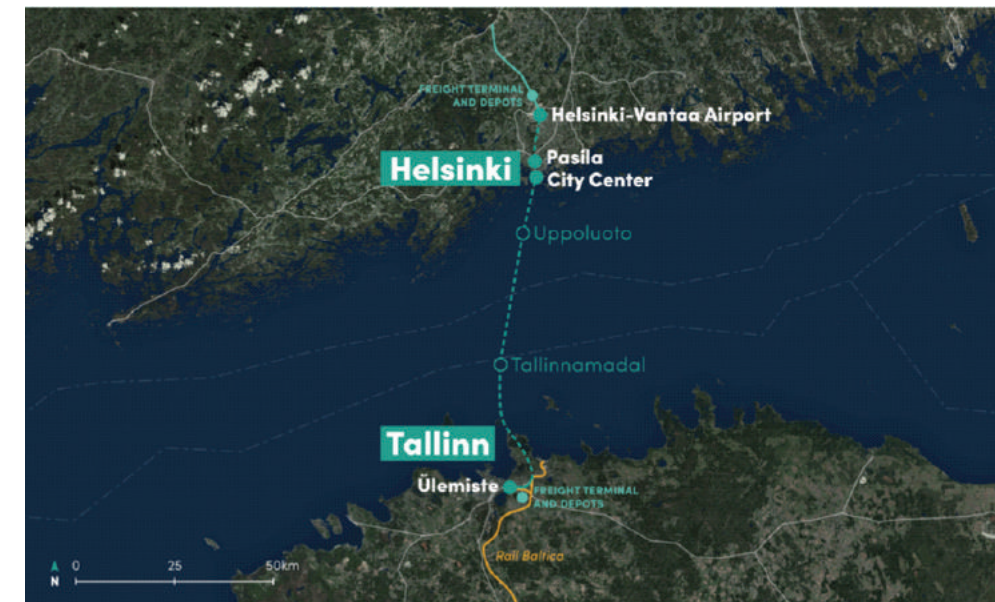 FREIGHT TERMINAL
AND DEPOTS
Helsinki-Vantaa Airport
Helsinki
Pasila
City Center
Uppoluoto
Tallinnamadal
Tallinn
Ülemiste
FREIGHT TERMINAL
AND DEPOTS
Rail Baltica
A 0 25 50km
N